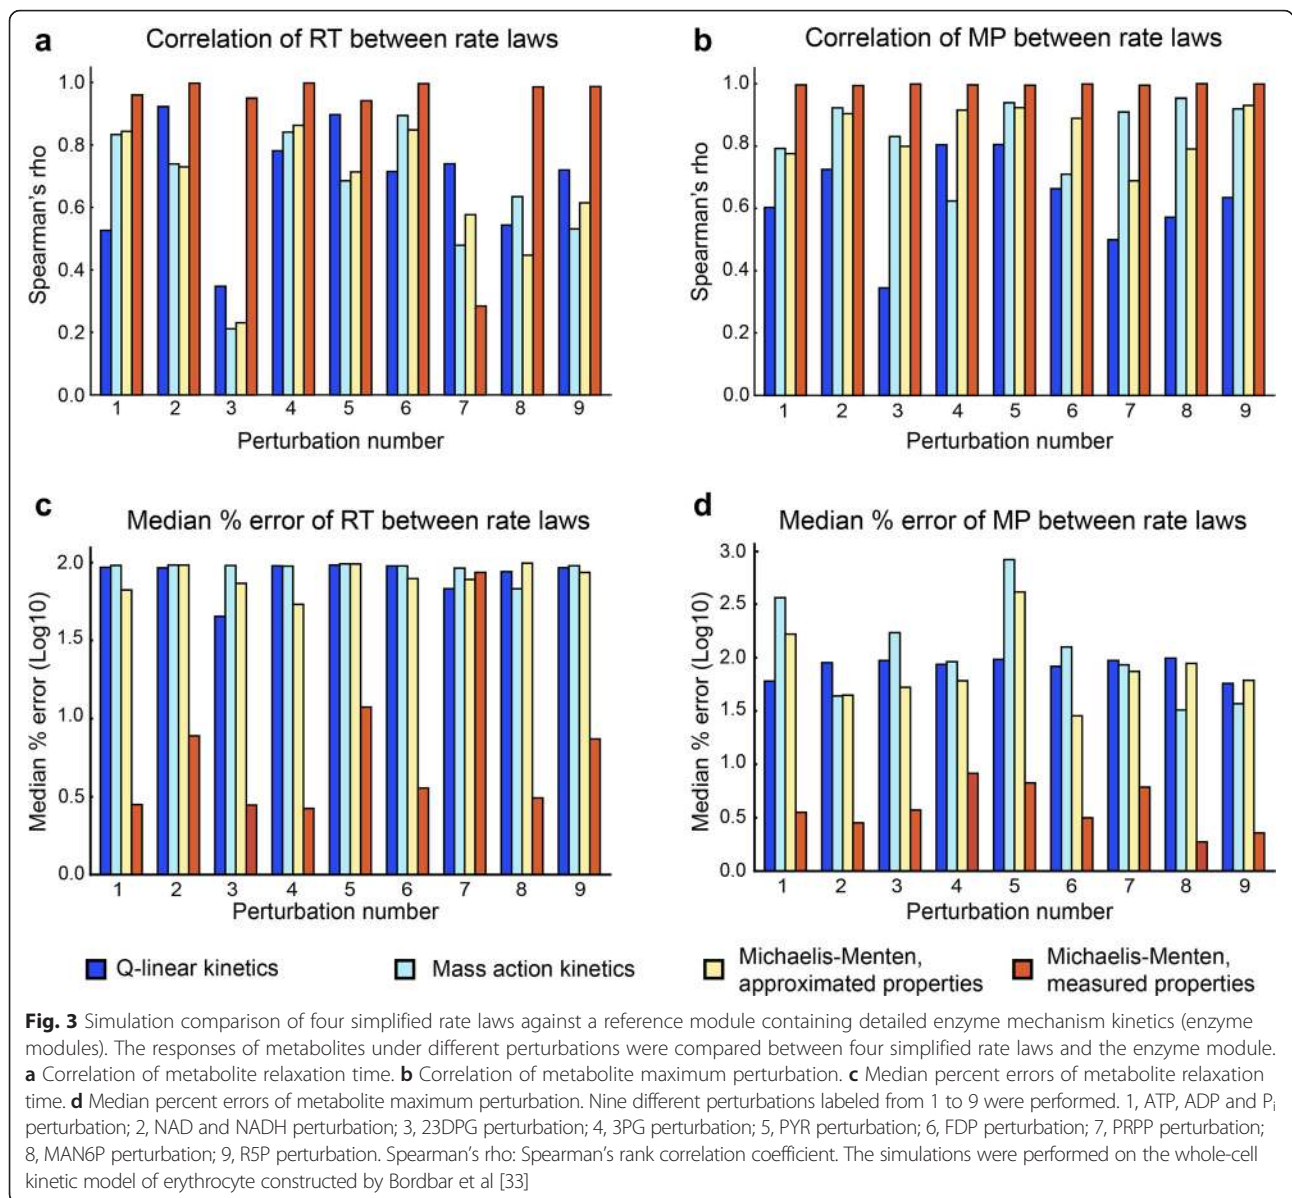 a
Correlation of RT between rate laws
Spearman's rho
1.0
0.8
0.6
0.4
0.2
0.0
1 2 3 4 5 6 7 8 9
Perturbation number
b
Correlation of MP between rate laws
Spearman's rho
1.0
0.8
0.6
0.4
0.2
0.0
1 2 3 4 5 6 7 8 9
Perturbation number
c
Median % error of RT between rate laws
Median % error (Log10)
2.0
1.5
1.0
0.5
0.0
1 2 3 4 5 6 7 8 9
Perturbation number
d
Median % error of MP between rate laws
Median % error (Log10)
3.0
2.5
2.0
1.5
1.0
0.5
0.0
1 2 3 4 5 6 7 8 9
Perturbation number
Q-linear kinetics
Mass action kinetics
Michaelis-Menten,
approximated properties
Michaelis-Menten,
measured properties
Fig. 3 Simulation comparison of four simplified rate laws against a reference module containing detailed enzyme mechanism kinetics (enzyme
modules). The responses of metabolites under different perturbations were compared between four simplified rate laws and the enzyme module.
a Correlation of metabolite relaxation time. b Correlation of metabolite maximum perturbation. c Median percent errors of metabolite relaxation
time. d Median percent errors of metabolite maximum perturbation. Nine different perturbations labeled from 1 to 9 were performed. 1, ATP, ADP and Pi
perturbation; 2, NAD and NADH perturbation; 3, 23DPG perturbation; 4, 3PG perturbation; 5, PYR perturbation; 6, FDP perturbation; 7, PRPP perturbation;
8, MAN6P perturbation; 9, R5P perturbation. Spearman's rho: Spearman's rank correlation coefficient. The simulations were performed on the whole-cell
kinetic model of erythrocyte constructed by Bordbar et al [33]